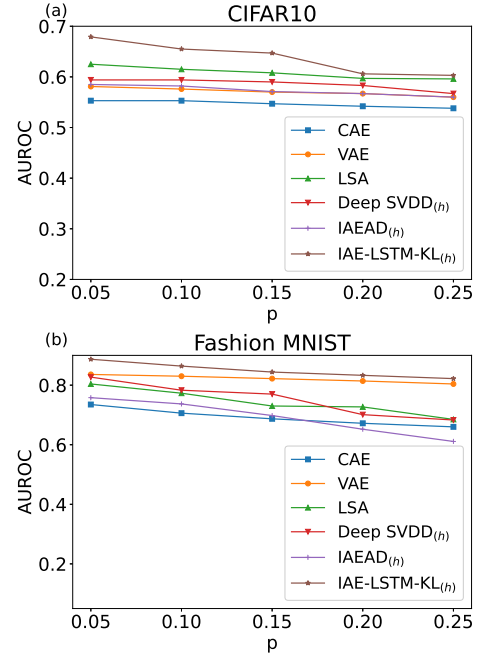 (a)
CIFAR10
0.7
0.6
0.5
0.4
0.3
0.2
AUROC
0.05 0.10 0.15 0.20 0.25
p
CAE
VAE
LSA
Deep SVDD(h)
IAEAD(h)
IAE-LSTM-KL(h)
(b)
Fashion MNIST
0.8
0.6
0.4
0.2
AUROC
0.05 0.10 0.15 0.20 0.25
p
CAE
VAE
LSA
Deep SVDD(h)
IAEAD(h)
IAE-LSTM-KL(h)